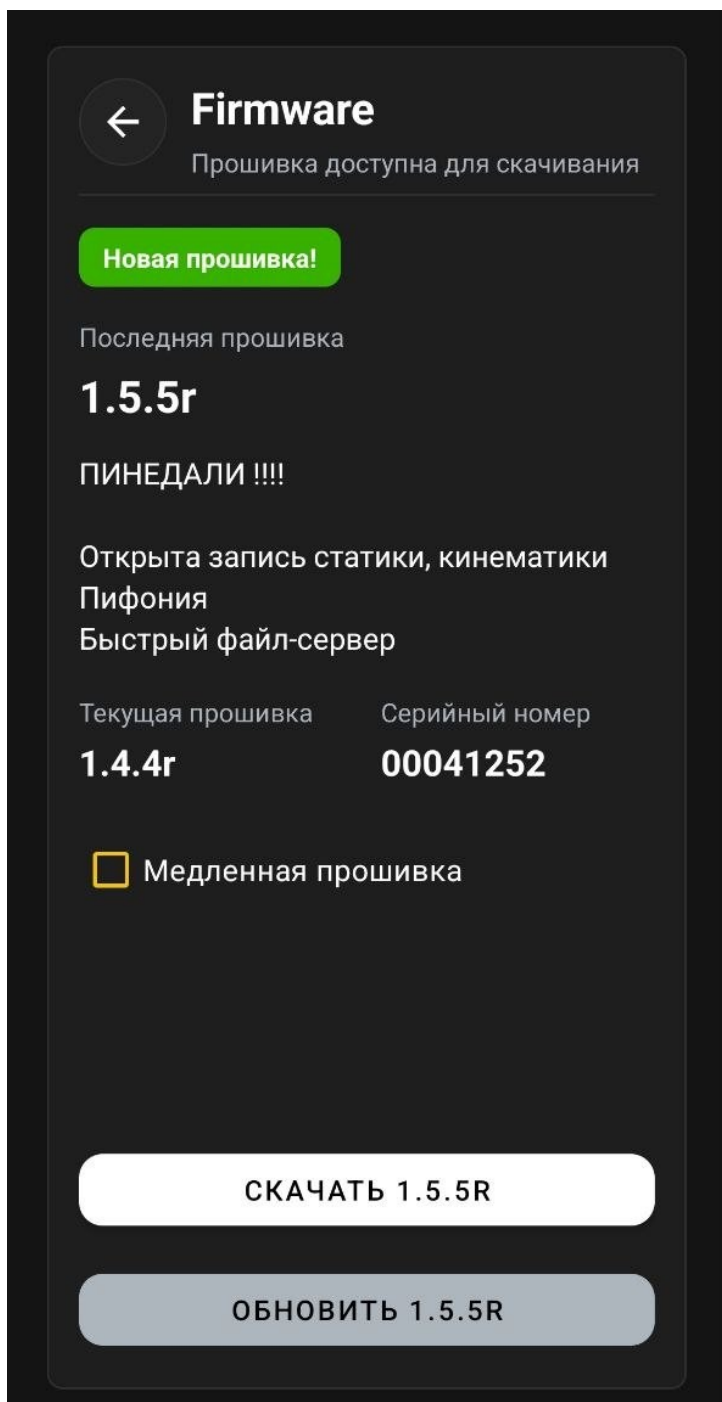 Firmware
Прошивка доступна для скачивания
Новая прошивка!
Последняя прошивка
1.5.5r
ПИНЕДАЛИ !!!!
Открыта запись статики, кинематики
Пифония
Быстрый файл-сервер
Текущая прошивка Серийный номер
1.4.4r 00041252
Медленная прошивка
СКАЧАТЬ 1.5.5R
ОБНОВИТЬ 1.5.5R